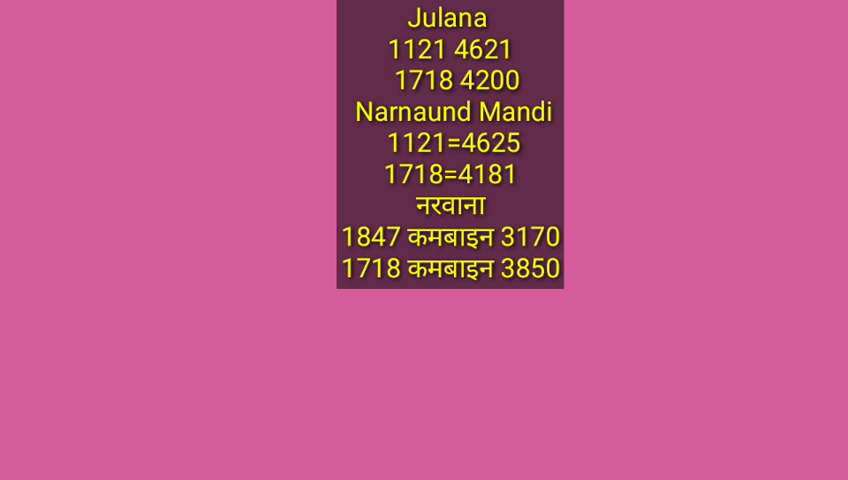 Julana
1121 4621
1718 4200
Narnaund Mandi
1121=4625
1718=4181
नरवाना
1847 कमबाइन 3170
1718 कमबाइन 3850